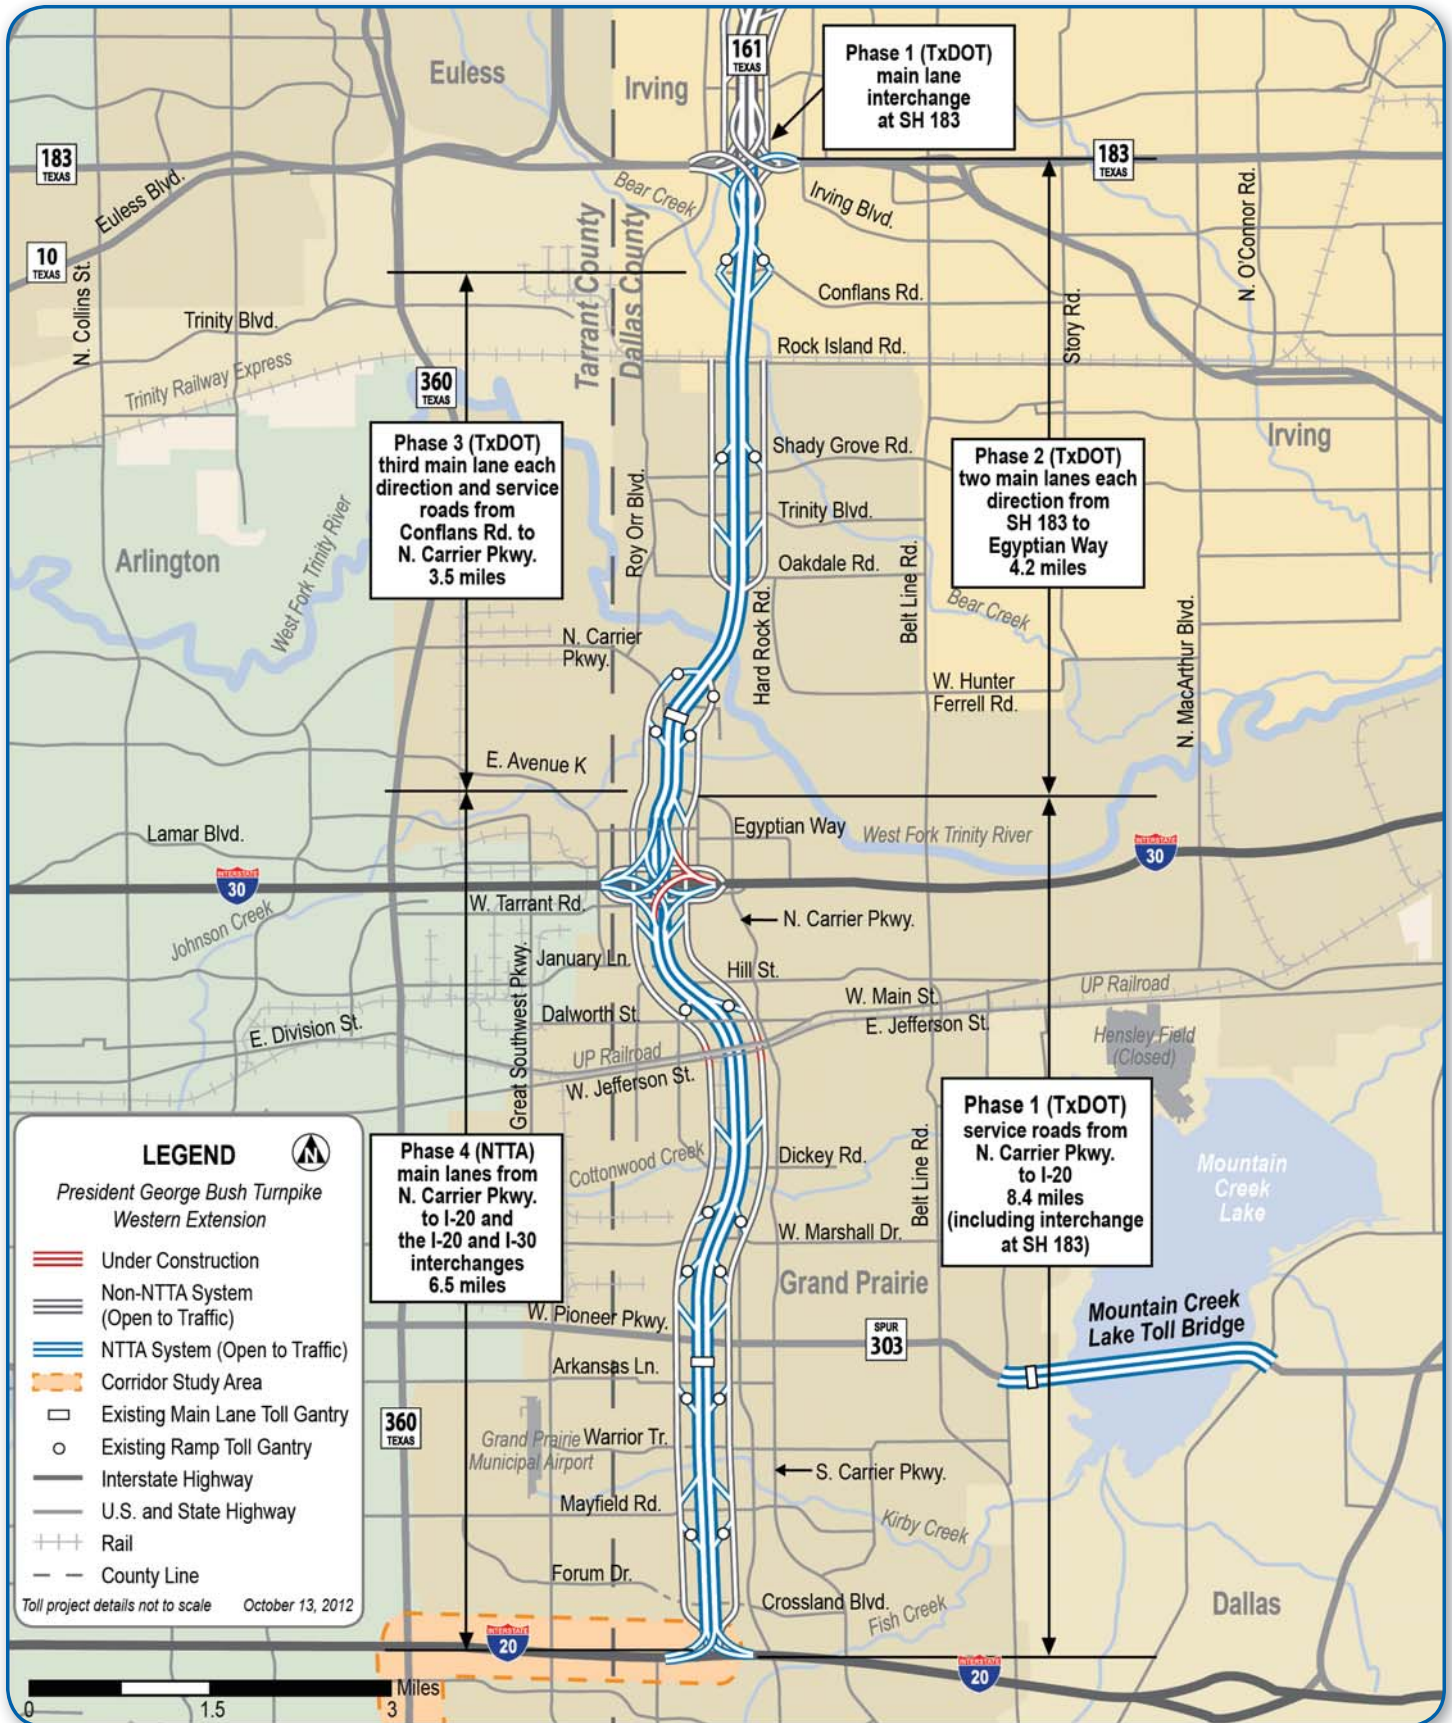 161
TEXAS
Phase 1 (TxDOT)
main lane
interchange
at SH 183
Euless
Irving
183
TEXAS
183
TEXAS
Euless Blvd.
Bear Creek
Irving Blvd.
N. O'Connor Rd.
10
TEXAS
N. Collins St.
Tarrant County
Dallas County
Conflans Rd.
Story Rd.
Trinity Blvd.
Rock Island Rd.
Trinity Railway Express
360
TEXAS
Phase 3 (TxDOT)
third main lane each
direction and service
roads from
Conflans Rd. to
N. Carrier Pkwy.
3.5 miles
Shady Grove Rd.
Phase 2 (TxDOT)
two main lanes each
direction from
SH 183 to
Egyptian Way
4.2 miles
Irving
Roy Orr Blvd.
Trinity Blvd.
Arlington
West Fork Trinity River
Oakdale Rd.
Belt Line Rd.
Bear Creek
Hard Rock Rd.
N. MacArthur Blvd.
N. Carrier
Pkwy.
W. Hunter
Ferrell Rd.
E. Avenue K
Lamar Blvd.
Egyptian Way
West Fork Trinity River
INTERSTATE
30
INTERSTATE
30
W. Tarrant Rd.
N. Carrier Pkwy.
Johnson Creek
January Ln.
Hill St.
Great Southwest Pkwy.
UP Railroad
W. Main St.
Dalworth St.
E. Jefferson St.
E. Division St.
Hensley Field
(Closed)
UP Railroad
W. Jefferson St.
Phase 1 (TxDOT)
service roads from
N. Carrier Pkwy.
to I-20
8.4 miles
(including interchange
at SH 183)
Belt Line Rd.
Mountain
Creek
Lake
Phase 4 (NTTA)
main lanes from
N. Carrier Pkwy.
to I-20 and
the I-20 and I-30
interchanges
6.5 miles
Cottonwood Creek
Dickey Rd.
W. Marshall Dr.
Grand Prairie
W. Pioneer Pkwy.
SPUR
303
Mountain Creek
Lake Toll Bridge
Arkansas Ln.
360
TEXAS
Grand Prairie
Municipal Airport
Warrior Tr.
S. Carrier Pkwy.
Mayfield Rd.
Kirby Creek
Forum Dr.
Crossland Blvd.
Fish Creek
Dallas
INTERSTATE
20
INTERSTATE
20
LEGEND
N
President George Bush Turnpike
Western Extension
Under Construction
Non-NTTA System
(Open to Traffic)
NTTA System (Open to Traffic)
Corridor Study Area
Existing Main Lane Toll Gantry
Existing Ramp Toll Gantry
Interstate Highway
U.S. and State Highway
Rail
County Line
Toll project details not to scale October 13, 2012
Miles
0 1.5 3